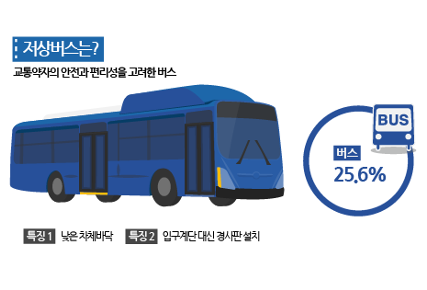 저상버스는?
교통약자의 안전과 편리성을 고려한 버스
BUS
버스
25.6%
특징 1 낮은 차체바닥 특징 2 입구계단 대신 경사판 설치